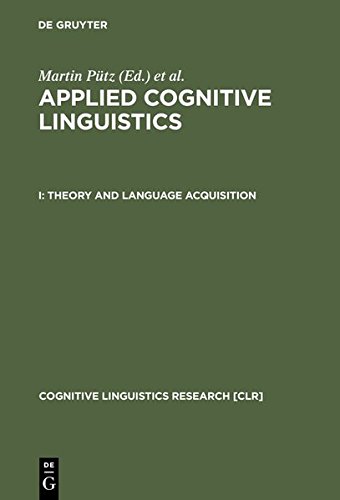 DE GRUYTER
Martin Pütz (Ed.) et al.
APPLIED COGNITIVE
LINGUISTICS
I: THEORY AND LANGUAGE ACQUISITION
COGNITIVE LINGUISTICS RESEARCH [CLR]
DE
G